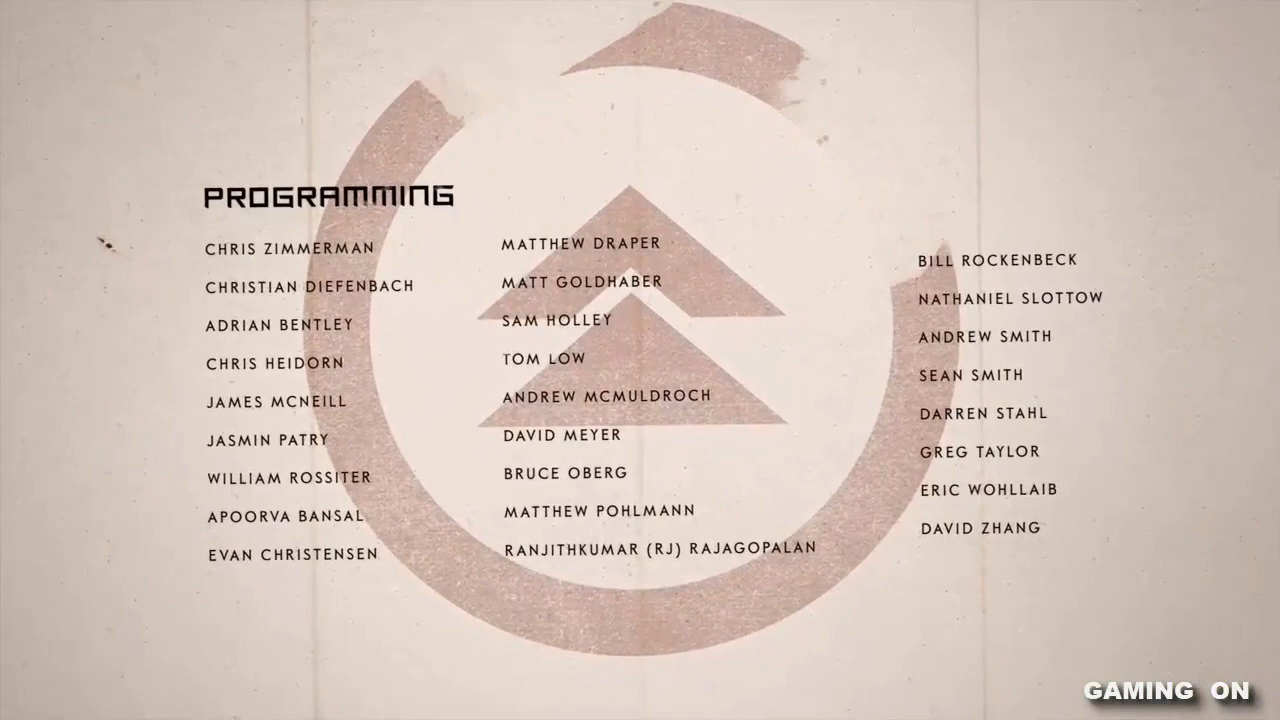 PROGRAMMING
CHRIS ZIMMERMAN
CHRISTIAN DIEFENBACH
ADRIAN BENTLEY
CHRIS HEIDORN
JAMES MCNEILL
JASMIN PATRY
WILLIAM ROSSITER
APOORVA BANSAL
EVAN CHRISTENSEN
MATTHEW DRAPER
MATT GOLDHABER
SAM HOLLEY
TOM LOW
ANDREW MCMULDROCH
DAVID MEYER
BRUCE OBERG
MATTHEW POHLMANN
RANJITHKUMAR (RJ) RAJAGOPALAN
BILL ROCKENBECK
NATHANIEL SLOTTOW
ANDREW SMITH
SEAN SMITH
DARREN STAHL
GREG TAYLOR
ERIC WOHLLAIB
DAVID ZHANG
GAMING ON